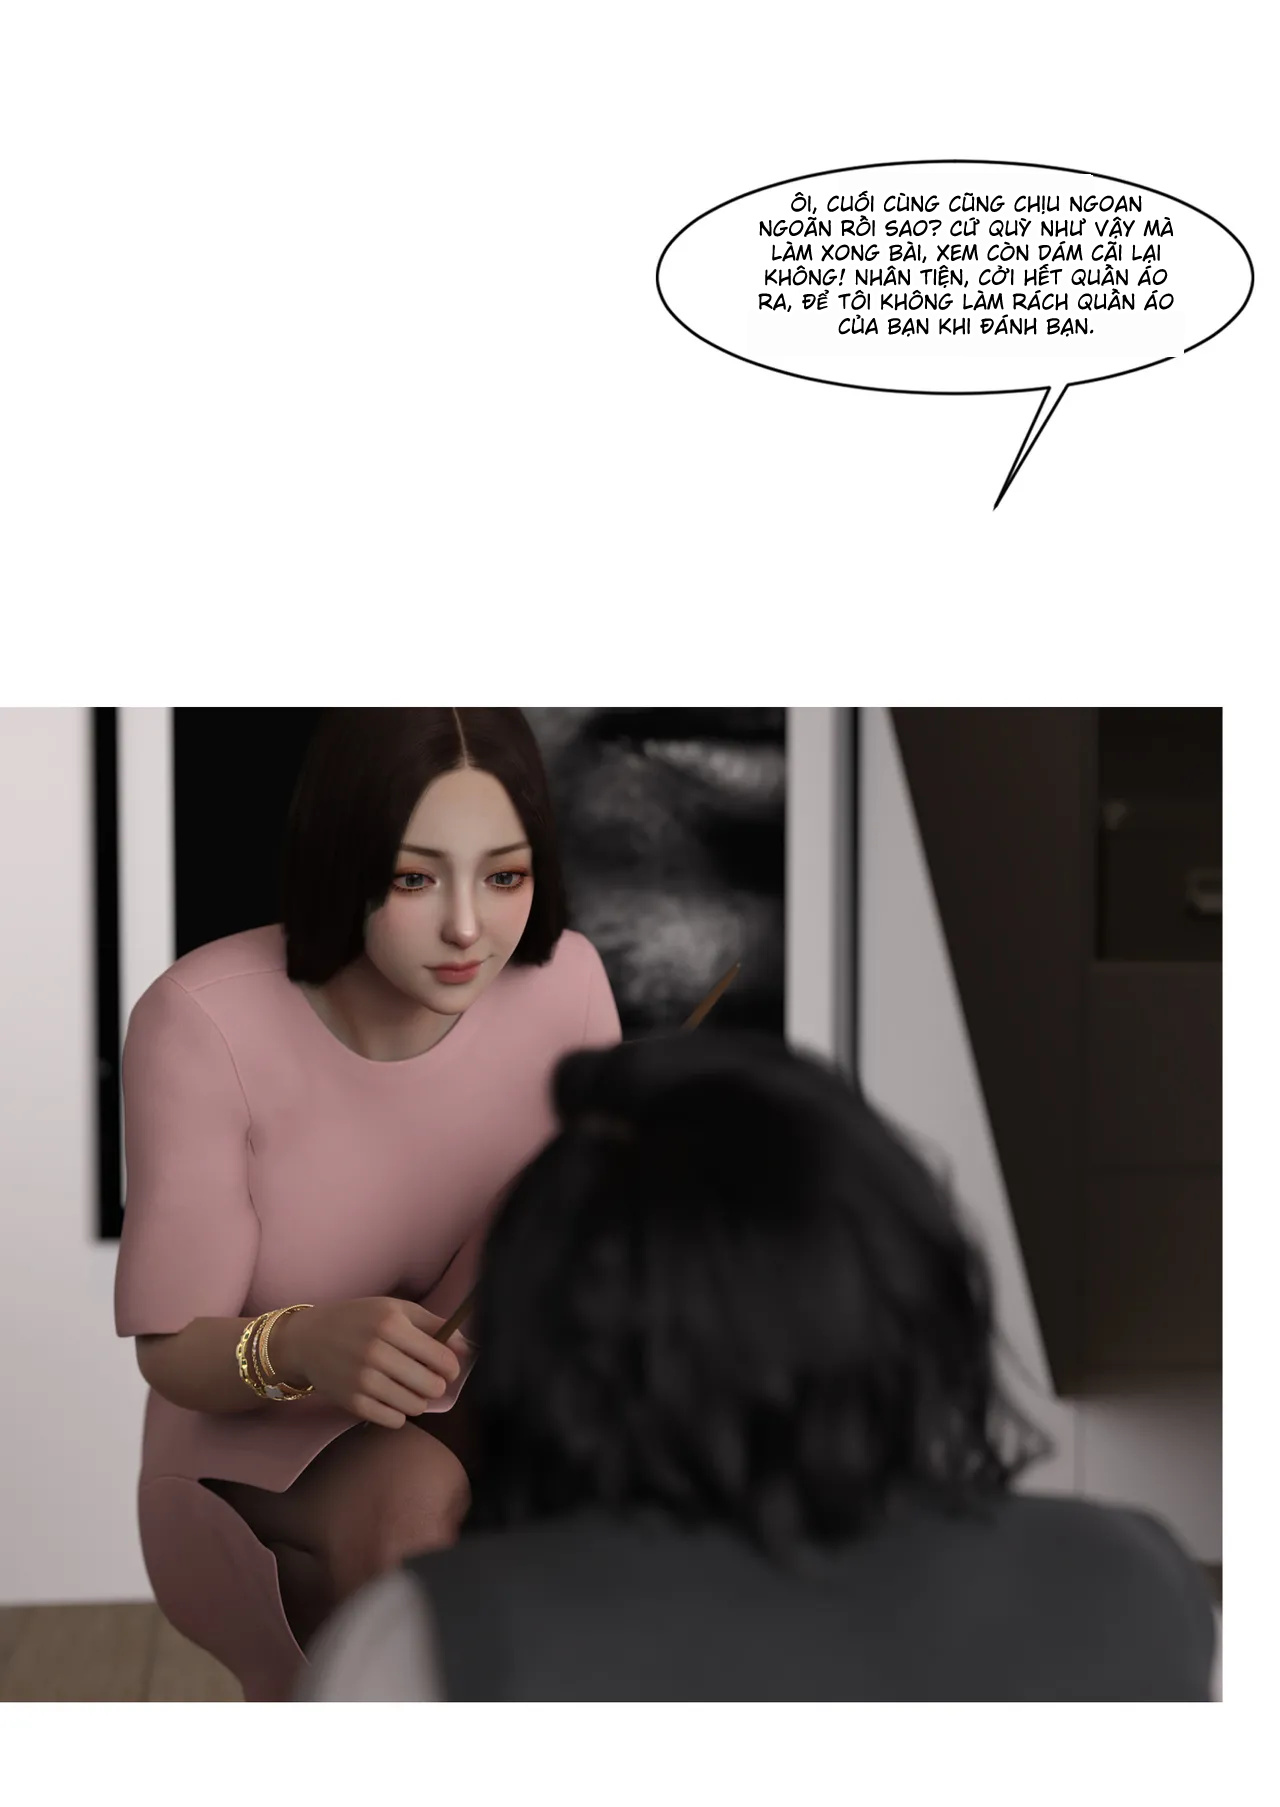 ÔI, CUỐI CÙNG CŨNG CHỊU NGOAN
NGOÃN RỒI SAO? CỨ QUỲ NHƯ VẬY MÀ
LÀM XONG BÀI, XEM CÒN DÁM CÃI LẠI
KHÔNG! NHÂN TIỆN, CỞI HẾT QUẦN ÁO
RA, ĐỂ TÔI KHÔNG LÀM RÁCH QUẦN ÁO
CỦA BẠN KHI ĐÁNH BẠN.